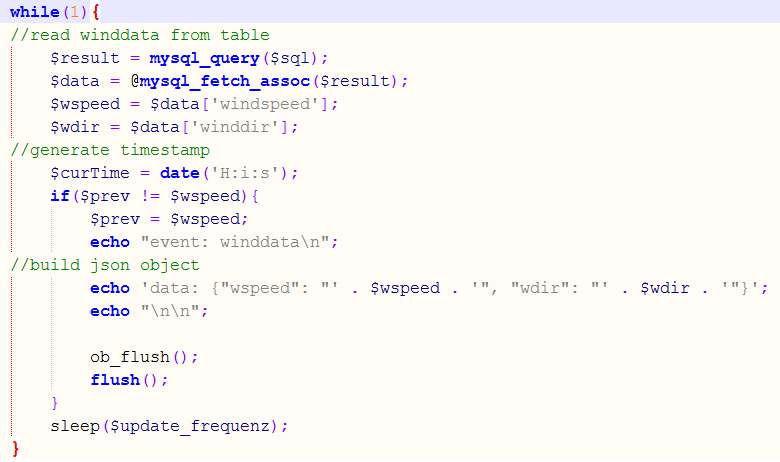 while(1){
//read winddata from table
$result = mysql_query($sql);
$data = @mysql_fetch_assoc($result);
$wspeed = $data['windspeed'];
$wdir = $data['winddir'];
//generate timestamp
$curTime = date('H:i:s');
if($prev != $wspeed){
$prev = $wspeed;
echo "event: winddata\n";
//build json object
echo 'data: {"wspeed": "' . $wspeed . '", "wdir": "' . $wdir . '"}';
echo "\n\n";
ob_flush();
flush();
}
sleep($update_frequenz);
}